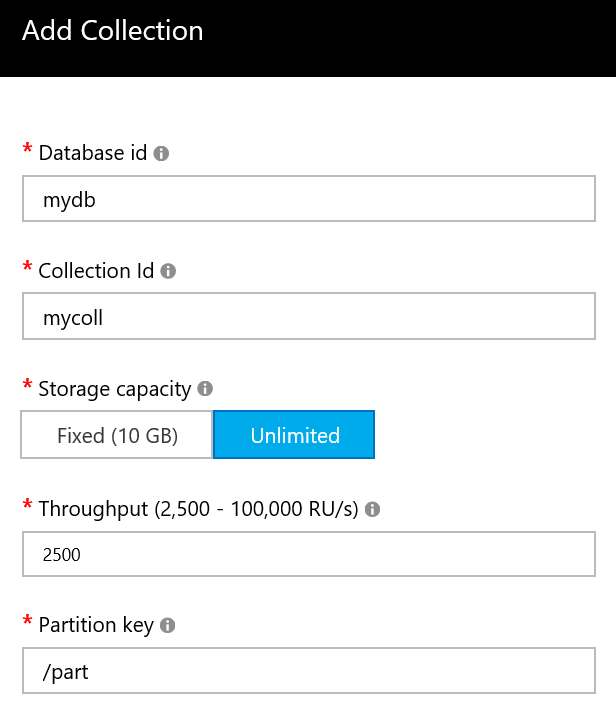 Add Collection
* Database id
mydb
* Collection Id
mycoll
* Storage capacity
Fixed (10 GB) Unlimited
* Throughput (2,500 - 100,000 RU/s)
2500
* Partition key
/part